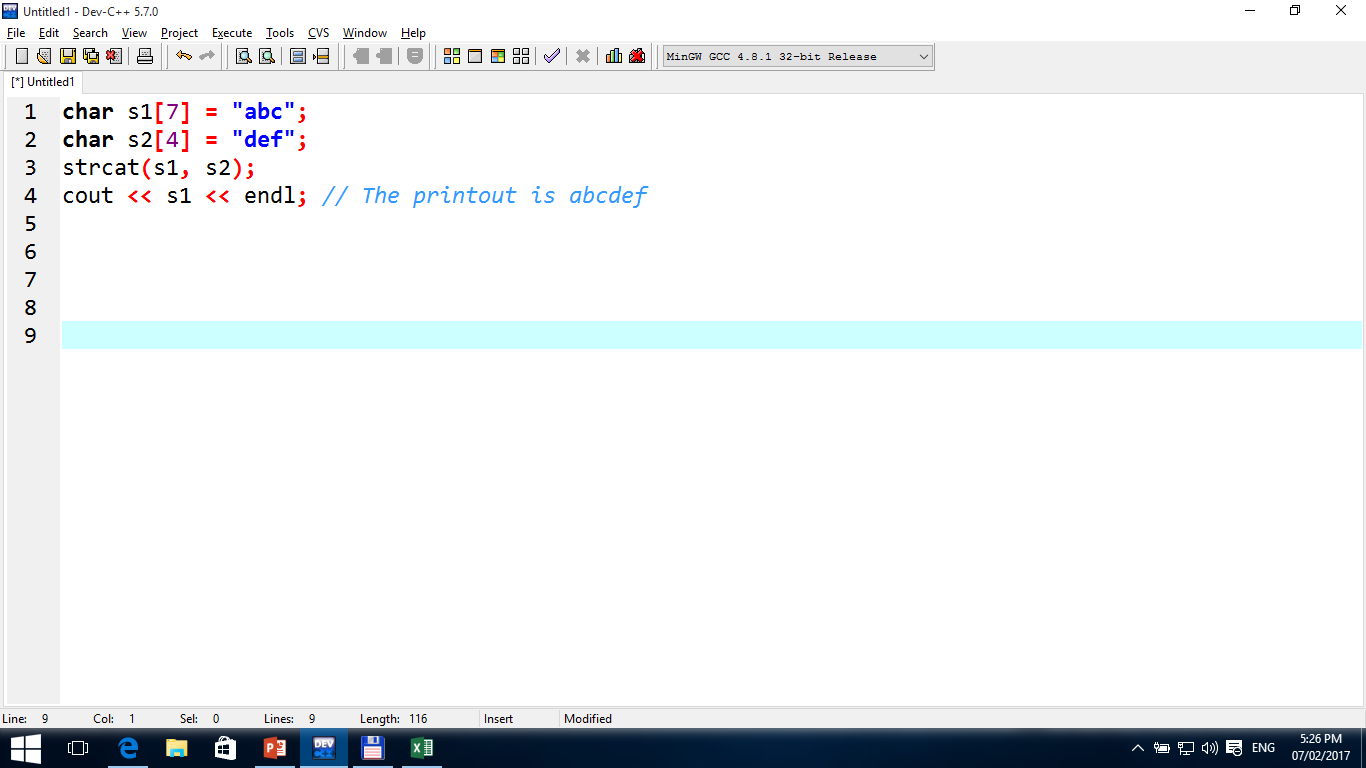 Untitled1 - Dev-C++ 5.7.0
File Edit Search View Project Execute Tools CVS Window Help
MinGW GCC 4.8.1 32-bit Release
[*] Untitled1
1 char s1[7] = "abc";
2 char s2[4] = "def";
3 strcat(s1, s2);
4 cout << s1 << endl; // The printout is abcdef
5
6
7
8
9
Line: 9 Col: 1 Sel: 0 Lines: 9 Length: 116 Insert Modified
ENG
5:26 PM
07/02/2017